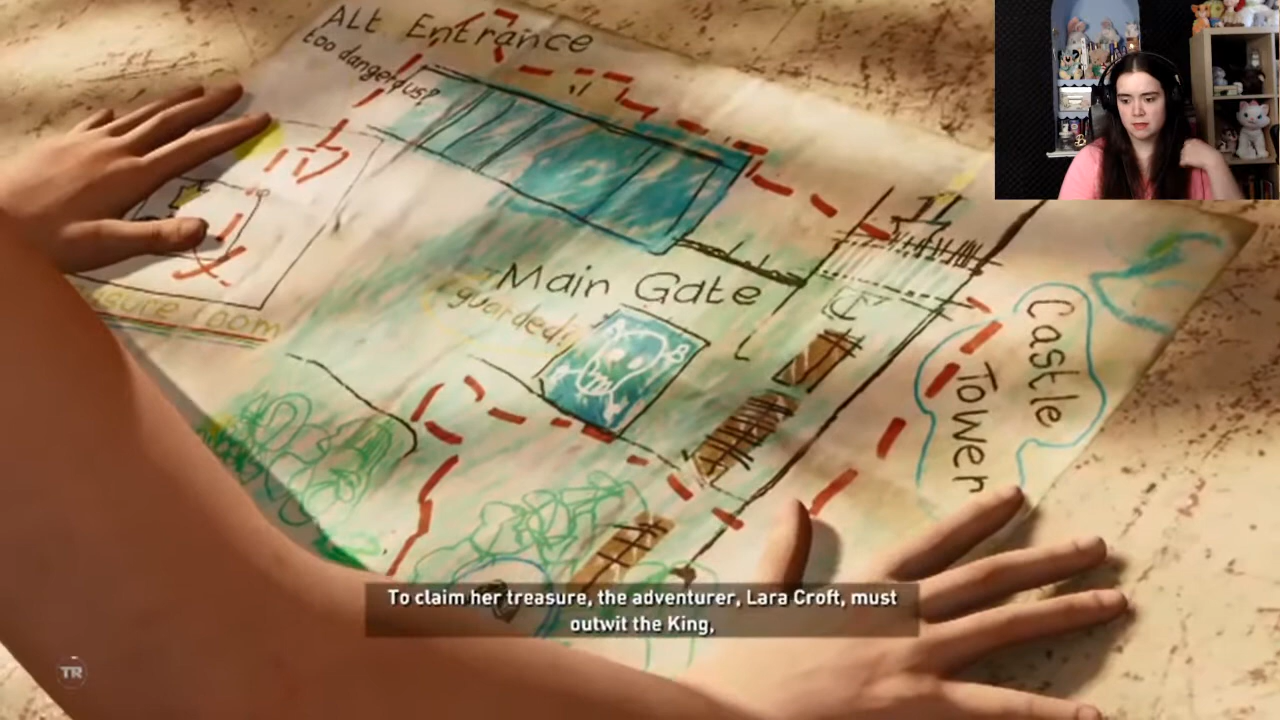 ALt Entrance
too dangerous?
Main Gate
guarded!
Castle
Tower
room
To claim her treasure, the adventurer, Lara Croft, must
outwit the King,
TR